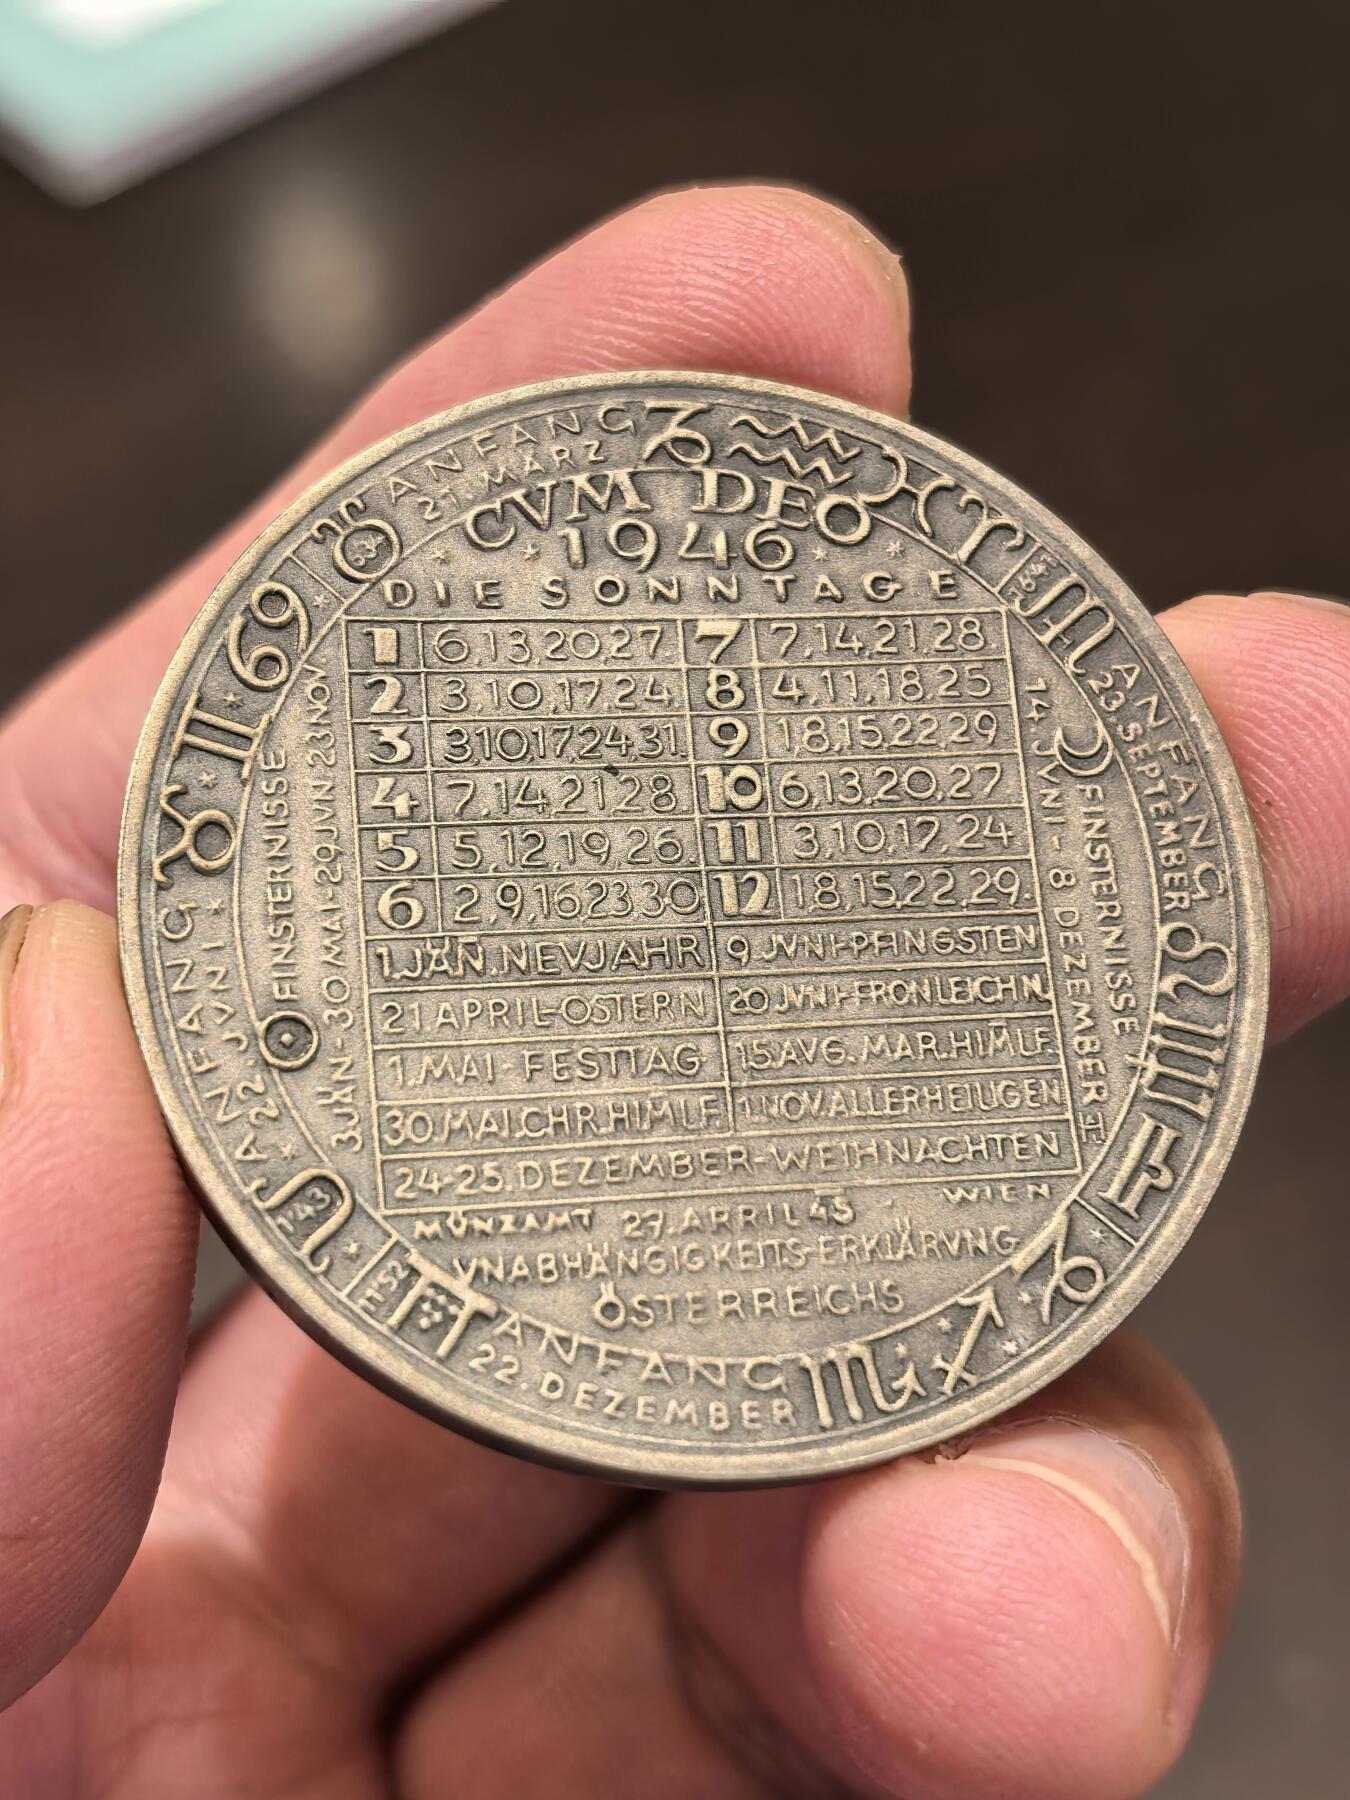 ANFANG
21. MÄRZ
CVM DEO
1946
DIE SONNTAGE
1 6,13,20,27 7 7,14,21,28
2 3,10,17,24 8 4,11,18,25
3 3,10,17,24,31. 9 1,8,15,22,29
4 7,14,21,28 10 6,13,20,27
5 5,12,19,26. 11 3,10,17,24
6 2,9,16,23,30 12 1,8,15,22,29.
1.JÄN.NEVJAHR 9 JVNI-PFINGSTEN
21 APRIL-OSTERN 20 JVNI-FRONLEICHN.
1.MAI-FESTTAG 15.AVG. MAR.HIMLF.
30.MAI.CHR.HIMLF. 1.NOV.ALLERHEILIGEN
24-25.DEZEMBER-WEIHNACHTEN
MÜNZAMT 27.APRIL 45 WIEN
VNABHÄNGIGKEITS-ERKLÄRVNG
ÖSTERREICHS
FINSTERNISSE
3.JÄN-30 MAI-29.JVN 23 NOV.
FINSTERNISSE
14. JVNI-8 DEZEMBER
ANFANG
23. SEPTEMBER
ANFANG
22. DEZEMBER
ANFANG
22. JVNI